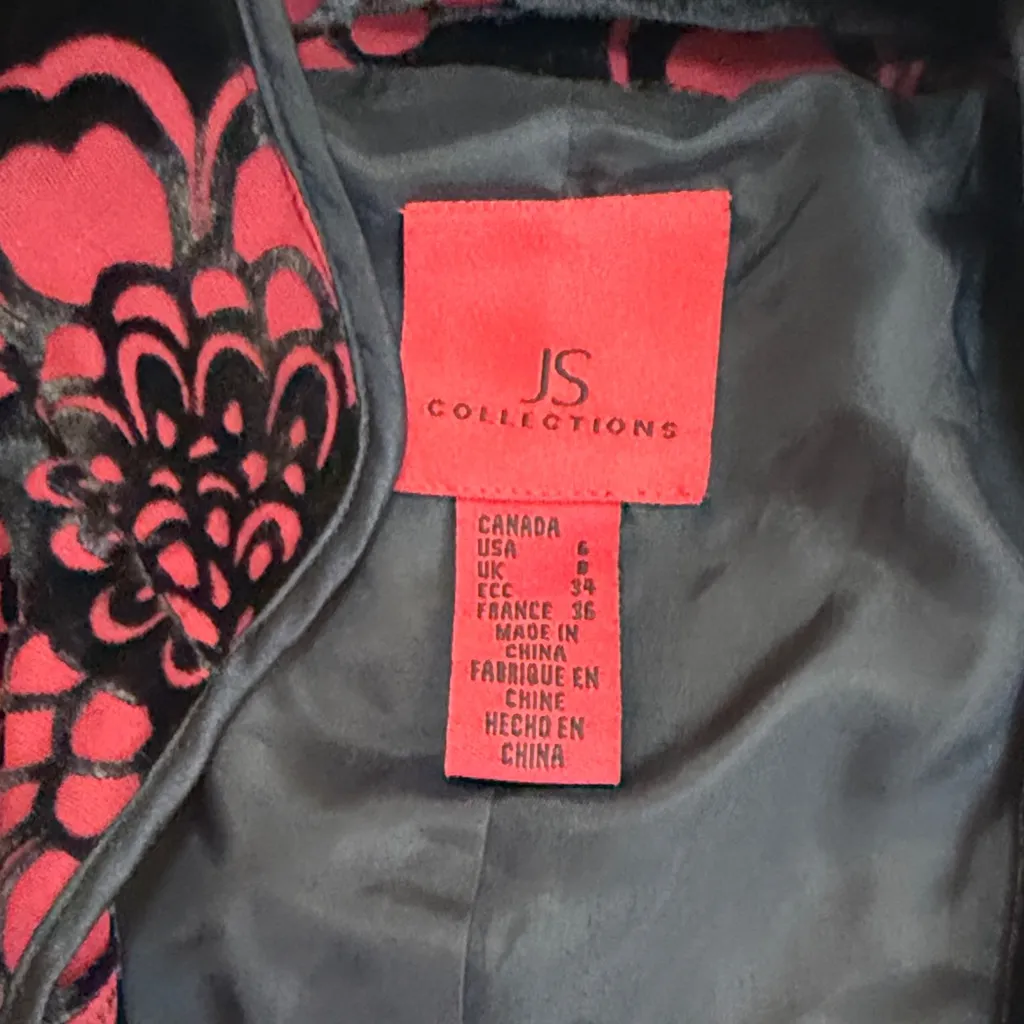 JS
COLLECTIONS
CANADA
USA 6
UK 8
ECC 34
FRANCE 36
MADE IN
CHINA
FABRIQUE EN
CHINE
HECHO EN
CHINA